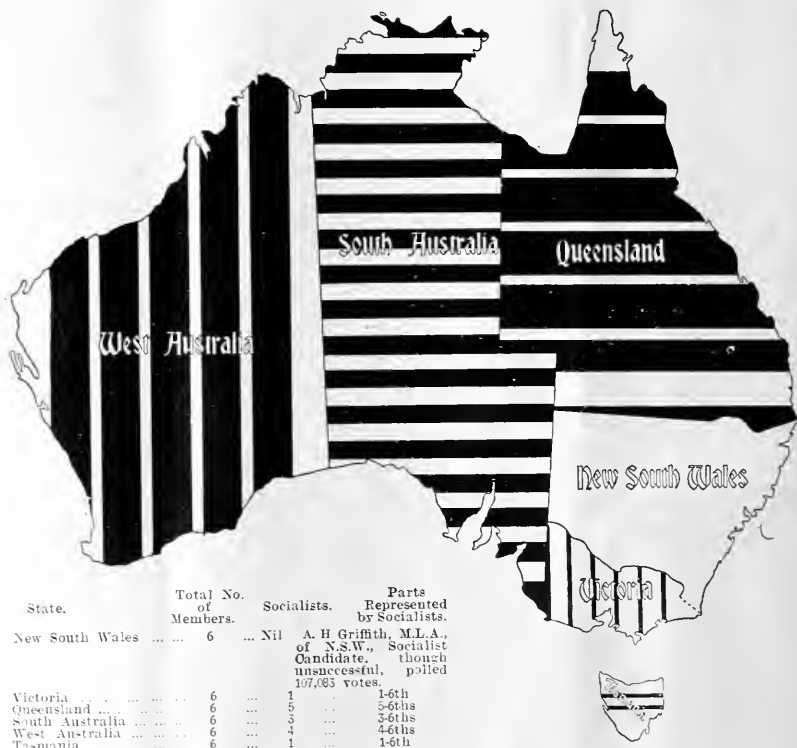 South Australia
Queensland
West Australia
New South Wales
Victoria
State.
Total No. of Members.
Socialists.
Parts Represented by Socialists.
New South Wales ... ... 6 ... Nil A. H Griffith, M.L.A.,
of N.S.W., Socialist
Candidate, though
unsuccessful, polled
107,083 votes.
Victoria ... ... ... 6 ... 1 ... 1-6th
Queensland ... ... 6 ... 5 ... 5-6ths
South Australia ... ... 6 ... 3 ... 3-6ths
West Australia ... ... 6 ... 4 ... 4-6ths
Tasmania ... ... 6 ... 1 ... 1-6th